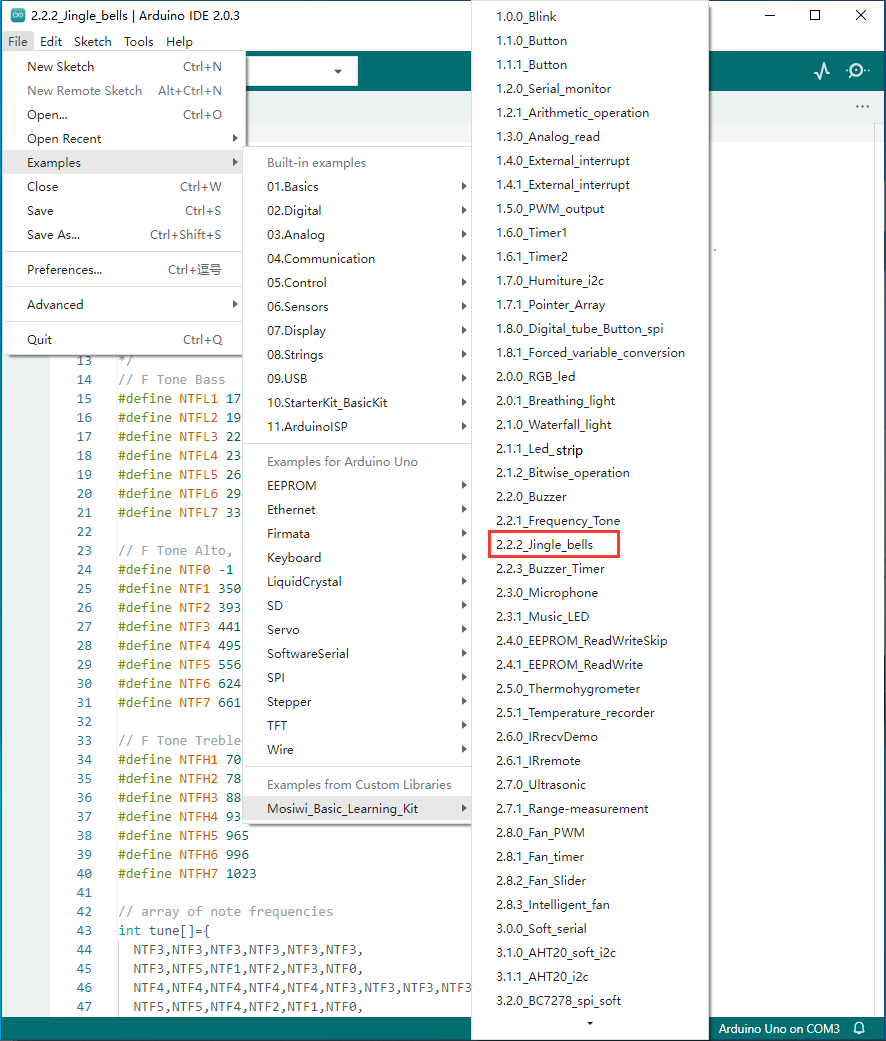 2.2.2_Jingle_bells | Arduino IDE 2.0.3
File Edit Sketch Tools Help
New Sketch Ctrl+N
New Remote Sketch Alt+Ctrl+N
Open... Ctrl+O
Open Recent
Examples
Close Ctrl+W
Save Ctrl+S
Save As... Ctrl+Shift+S
Preferences... Ctrl+逗号
Advanced
Quit Ctrl+Q
Built-in examples
01.Basics
02.Digital
03.Analog
04.Communication
05.Control
06.Sensors
07.Display
08.Strings
09.USB
10.StarterKit_BasicKit
11.ArduinoISP
Examples for Arduino Uno
EEPROM
Ethernet
Firmata
Keyboard
LiquidCrystal
SD
Servo
SoftwareSerial
SPI
Stepper
TFT
Wire
Examples from Custom Libraries
Mosiwi_Basic_Learning_Kit
1.0.0_Blink
1.1.0_Button
1.1.1_Button
1.2.0_Serial_monitor
1.2.1_Arithmetic_operation
1.3.0_Analog_read
1.4.0_External_interrupt
1.4.1_External_interrupt
1.5.0_PWM_output
1.6.0_Timer1
1.6.1_Timer2
1.7.0_Humiture_i2c
1.7.1_Pointer_Array
1.8.0_Digital_tube_Button_spi
1.8.1_Forced_variable_conversion
2.0.0_RGB_led
2.0.1_Breathing_light
2.1.0_Waterfall_light
2.1.1_Led_strip
2.1.2_Bitwise_operation
2.2.0_Buzzer
2.2.1_Frequency_Tone
2.2.2_Jingle_bells
2.2.3_Buzzer_Timer
2.3.0_Microphone
2.3.1_Music_LED
2.4.0_EEPROM_ReadWriteSkip
2.4.1_EEPROM_ReadWrite
2.5.0_Thermohygrometer
2.5.1_Temperature_recorder
2.6.0_IRrecvDemo
2.6.1_IRremote
2.7.0_Ultrasonic
2.7.1_Range-measurement
2.8.0_Fan_PWM
2.8.1_Fan_timer
2.8.2_Fan_Slider
2.8.3_Intelligent_fan
3.0.0_Soft_serial
3.1.0_AHT20_soft_i2c
3.1.1_AHT20_i2c
3.2.0_BC7278_spi_soft
13 */
14 // F Tone Bass
15 #define NTFL1 17
16 #define NTFL2 19
17 #define NTFL3 22
18 #define NTFL4 23
19 #define NTFL5 26
20 #define NTFL6 29
21 #define NTFL7 33
22
23 // F Tone Alto,
24 #define NTF0 -1
25 #define NTF1 350
26 #define NTF2 393
27 #define NTF3 441
28 #define NTF4 495
29 #define NTF5 556
30 #define NTF6 624
31 #define NTF7 661
32
33 // F Tone Treble
34 #define NTFH1 70
35 #define NTFH2 78
36 #define NTFH3 88
37 #define NTFH4 93
38 #define NTFH5 965
39 #define NTFH6 996
40 #define NTFH7 1023
41
42 // array of note frequencies
43 int tune[]={
44 NTF3,NTF3,NTF3,NTF3,NTF3,NTF3,
45 NTF3,NTF5,NTF1,NTF2,NTF3,NTF0,
46 NTF4,NTF4,NTF4,NTF4,NTF4,NTF3,NTF3,NTF3,NTF3
47 NTF5,NTF5,NTF4,NTF2,NTF1,NTF0,
Arduino Uno on COM3